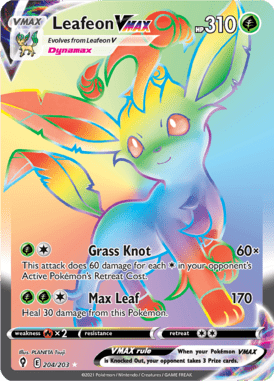 VMAX Leafeon VMAX HP310
Evolves from Leafeon V
Dynamax
Grass Knot 60×
This attack does 60 damage for each in your opponent's
Active Pokémon's Retreat Cost.
Max Leaf 170
Heal 30 damage from this Pokémon.
weakness ×2 resistance retreat
Illus. PLANETA Tsuji
VMAX rule When your Pokémon VMAX
is Knocked Out, your opponent takes 3 Prize cards.
204/203
©2021 Pokémon / Nintendo / Creatures / GAME FREAK